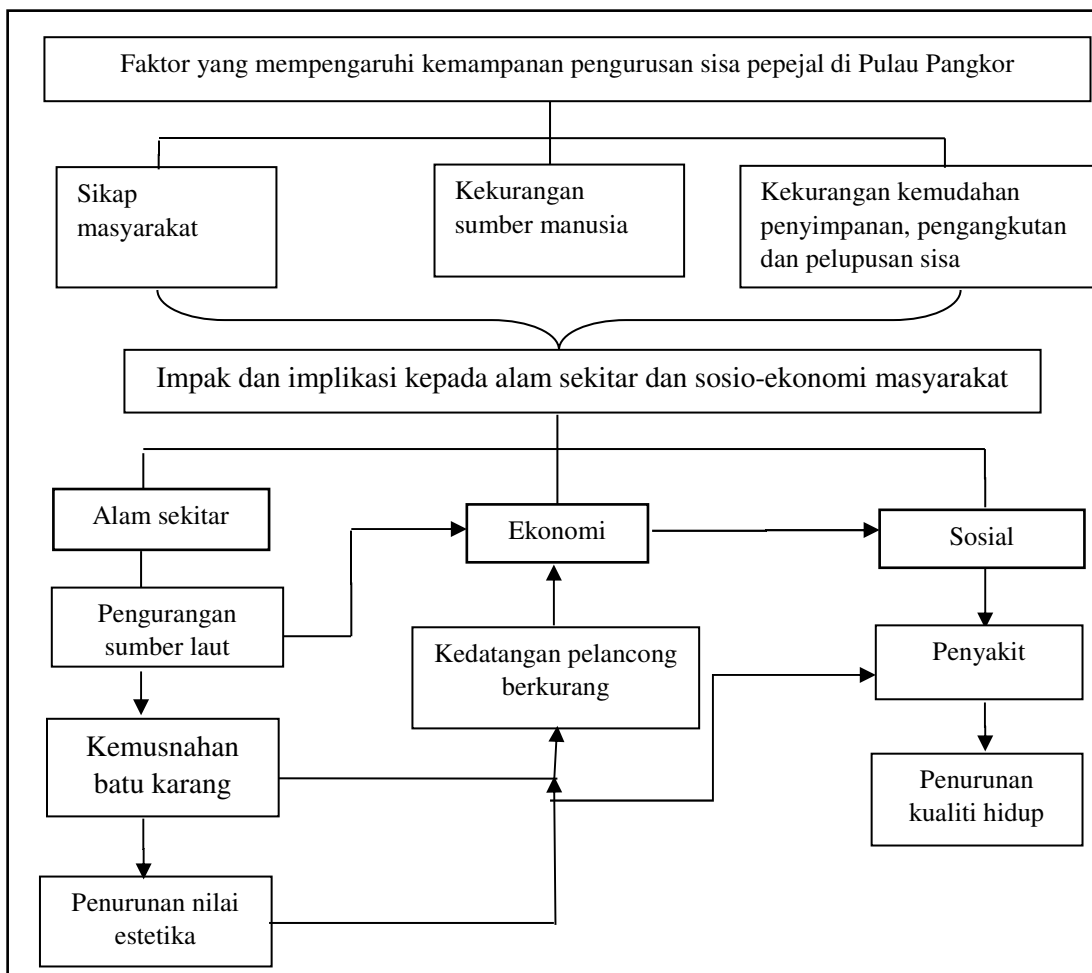 Faktor yang mempengaruhi kemampanan pengurusan sisa pepejal di Pulau Pangkor
Sikap
masyarakat
Kekurangan
sumber manusia
Kekurangan kemudahan
penyimpanan, pengangkutan
dan pelupusan sisa
Impak dan implikasi kepada alam sekitar dan sosio-ekonomi masyarakat
Alam sekitar
Ekonomi
Sosial
Pengurangan
sumber laut
Kedatangan pelancong
berkurang
Penyakit
Kemusnahan
batu karang
Penurunan
kualiti hidup
Penurunan nilai
estetika